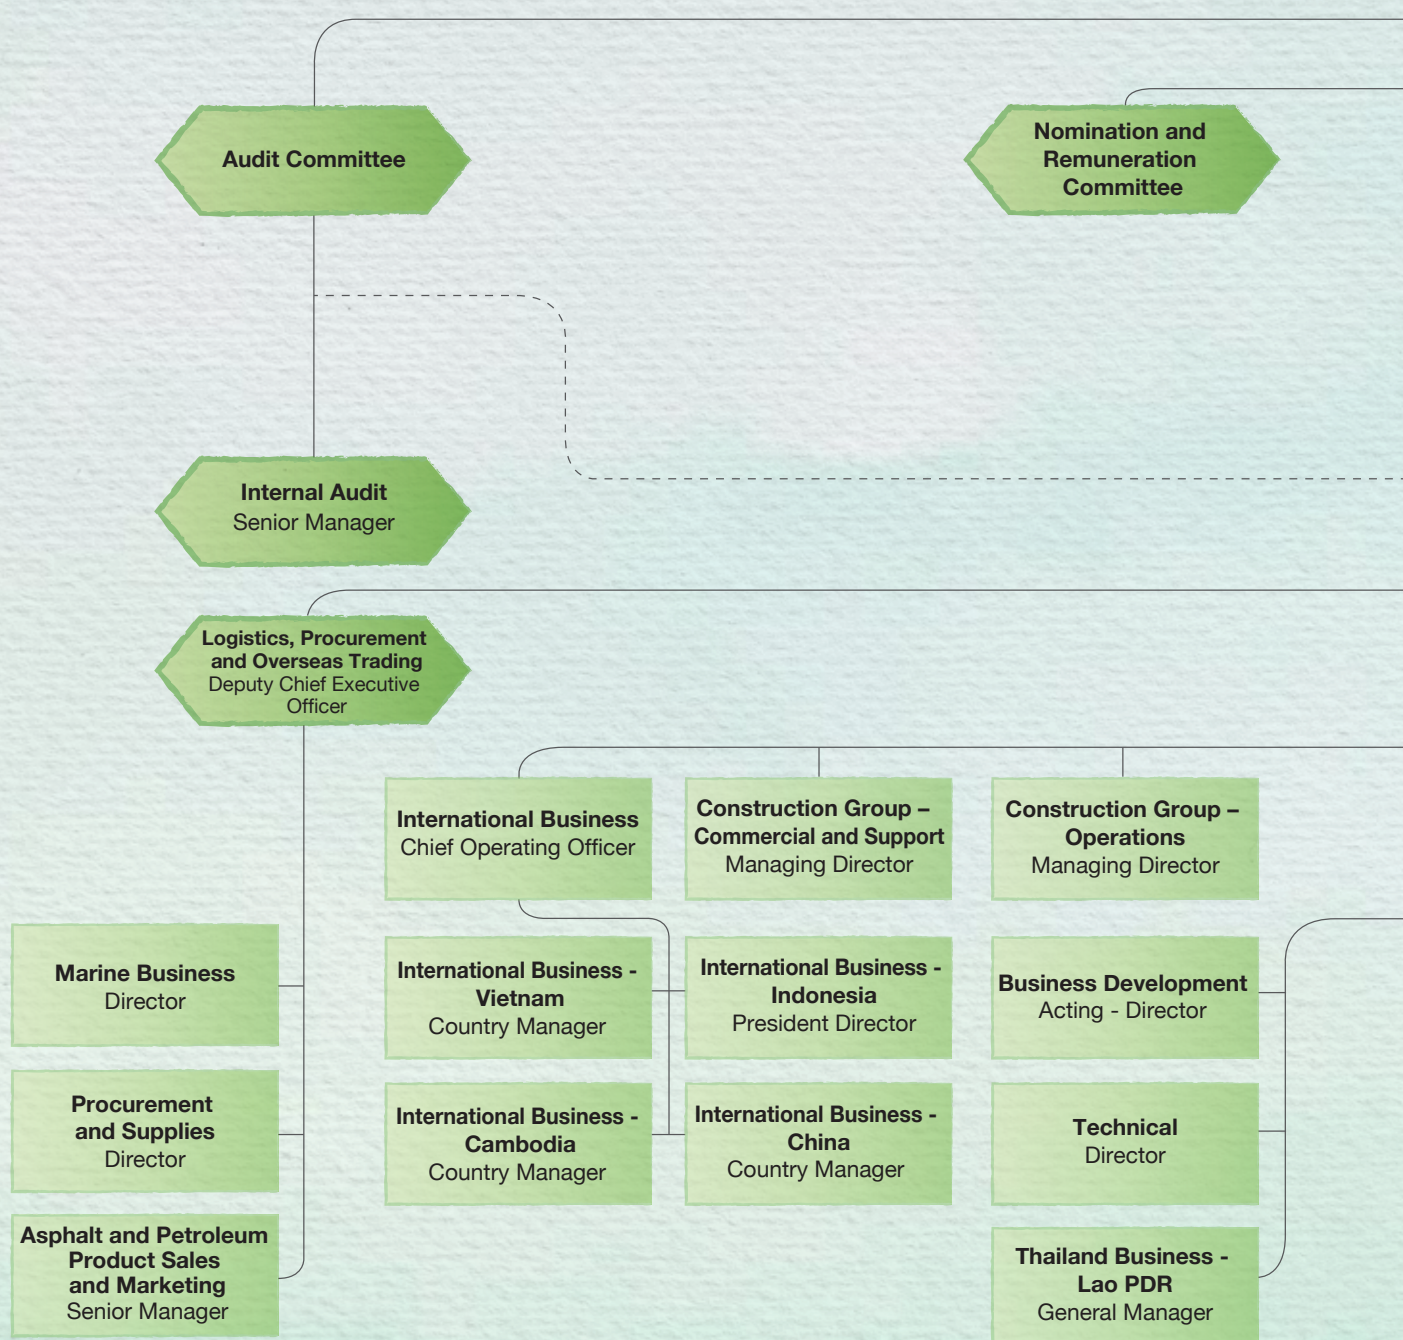 Audit Committee
Nomination and
Remuneration
Committee
Internal Audit
Senior Manager
Logistics, Procurement
and Overseas Trading
Deputy Chief Executive
Officer
International Business
Chief Operating Officer
Construction Group –
Commercial and Support
Managing Director
Construction Group –
Operations
Managing Director
Marine Business
Director
International Business -
Vietnam
Country Manager
International Business -
Indonesia
President Director
Business Development
Acting - Director
Procurement
and Supplies
Director
International Business -
Cambodia
Country Manager
International Business -
China
Country Manager
Technical
Director
Asphalt and Petroleum
Product Sales
and Marketing
Senior Manager
Thailand Business -
Lao PDR
General Manager